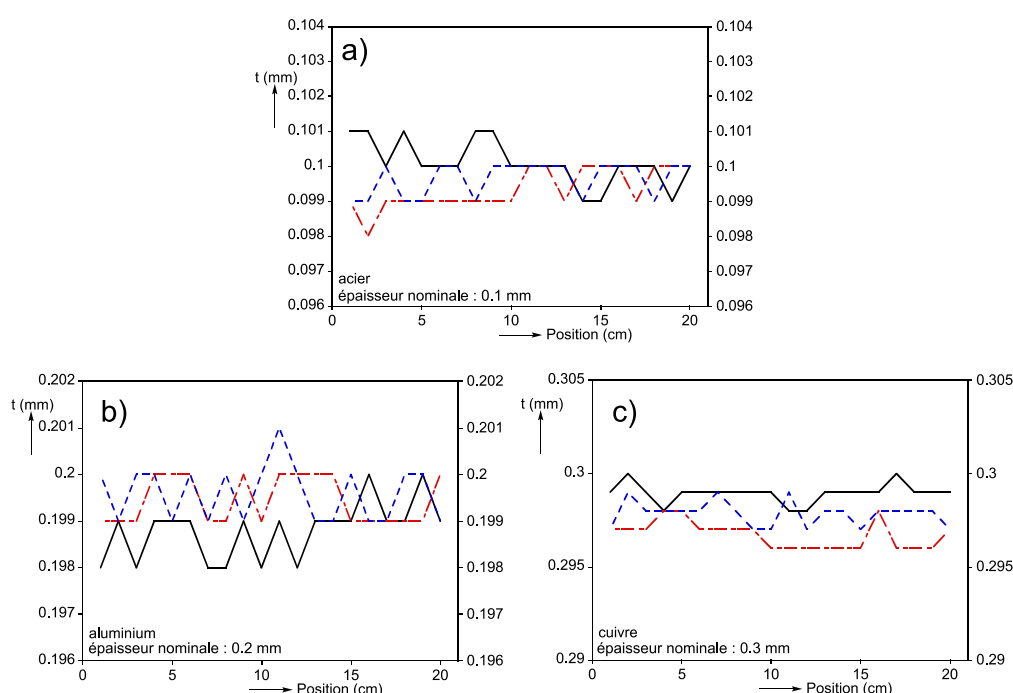 a)
t (mm)
0.104
0.103
0.102
0.101
0.1
0.099
0.098
0.097
0.096
0.104
0.103
0.102
0.101
0.1
0.099
0.098
0.097
0.096
acier
épaisseur nominale : 0.1 mm
0 5 10 15 20
Position (cm)
b)
t (mm)
0.202
0.201
0.2
0.199
0.198
0.197
0.196
0.202
0.201
0.2
0.199
0.198
0.197
0.196
aluminium
épaisseur nominale : 0.2 mm
0 5 10 15 20
Position (cm)
c)
t (mm)
0.305
0.3
0.295
0.29
0.305
0.3
0.295
0.29
cuivre
épaisseur nominale : 0.3 mm
0 5 10 15 20
Position (cm)